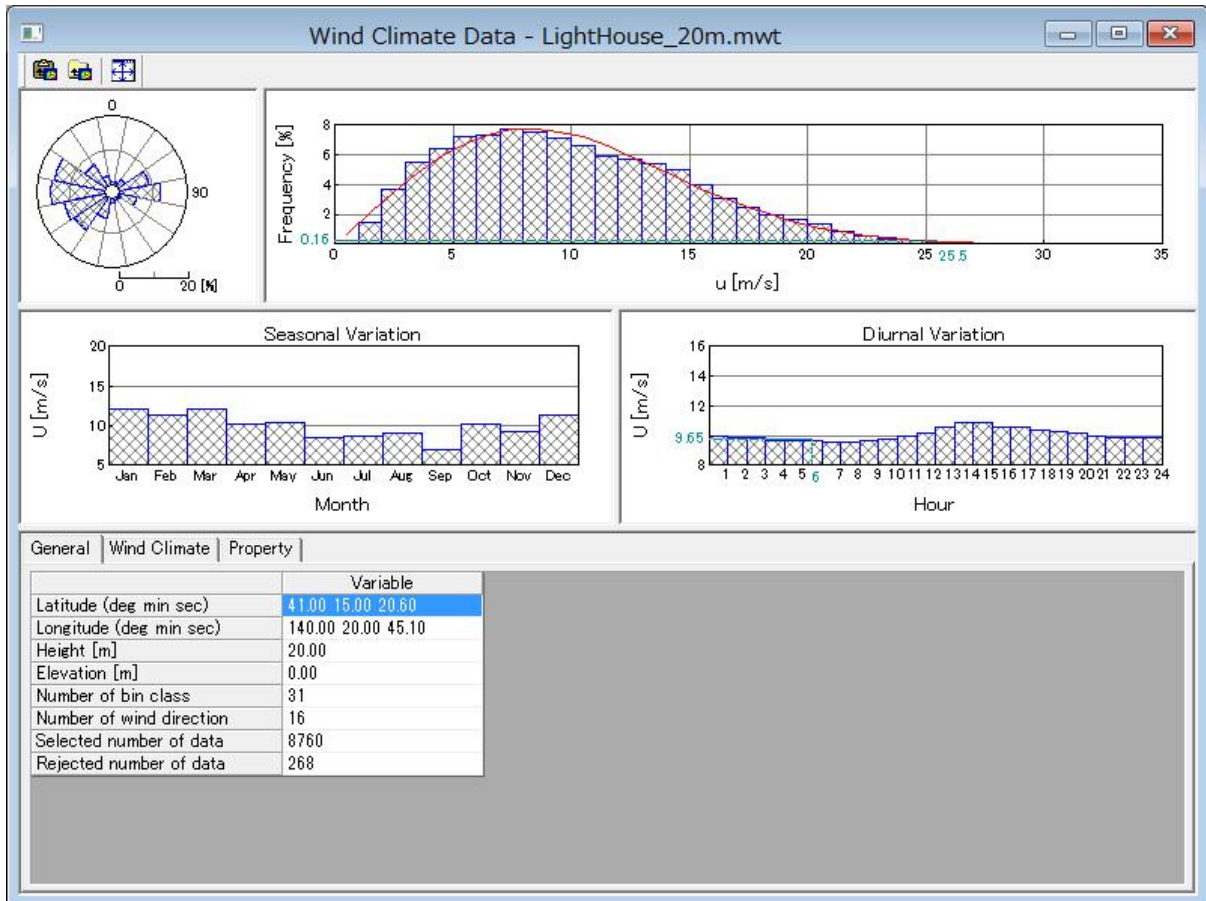 Wind Climate Data - LightHouse_20m.mwt
0
90
0 20 [%]
Frequency [%]
8
6
4
2
0.16
0 5 10 15 20 25 25.5 30 35
u [m/s]
Seasonal Variation
U [m/s]
20
15
10
5
Jan Feb Mar Apr May Jun Jul Aug Sep Oct Nov Dec
Month
Diurnal Variation
U [m/s]
16
14
12
9.65
8
1 2 3 4 5 6 7 8 9 10 11 12 13 14 15 16 17 18 19 20 21 22 23 24
Hour
General Wind Climate Property
Variable
Latitude (deg min sec) 41.00 15.00 20.60
Longitude (deg min sec) 140.00 20.00 45.10
Height [m] 20.00
Elevation [m] 0.00
Number of bin class 31
Number of wind direction 16
Selected number of data 8760
Rejected number of data 268